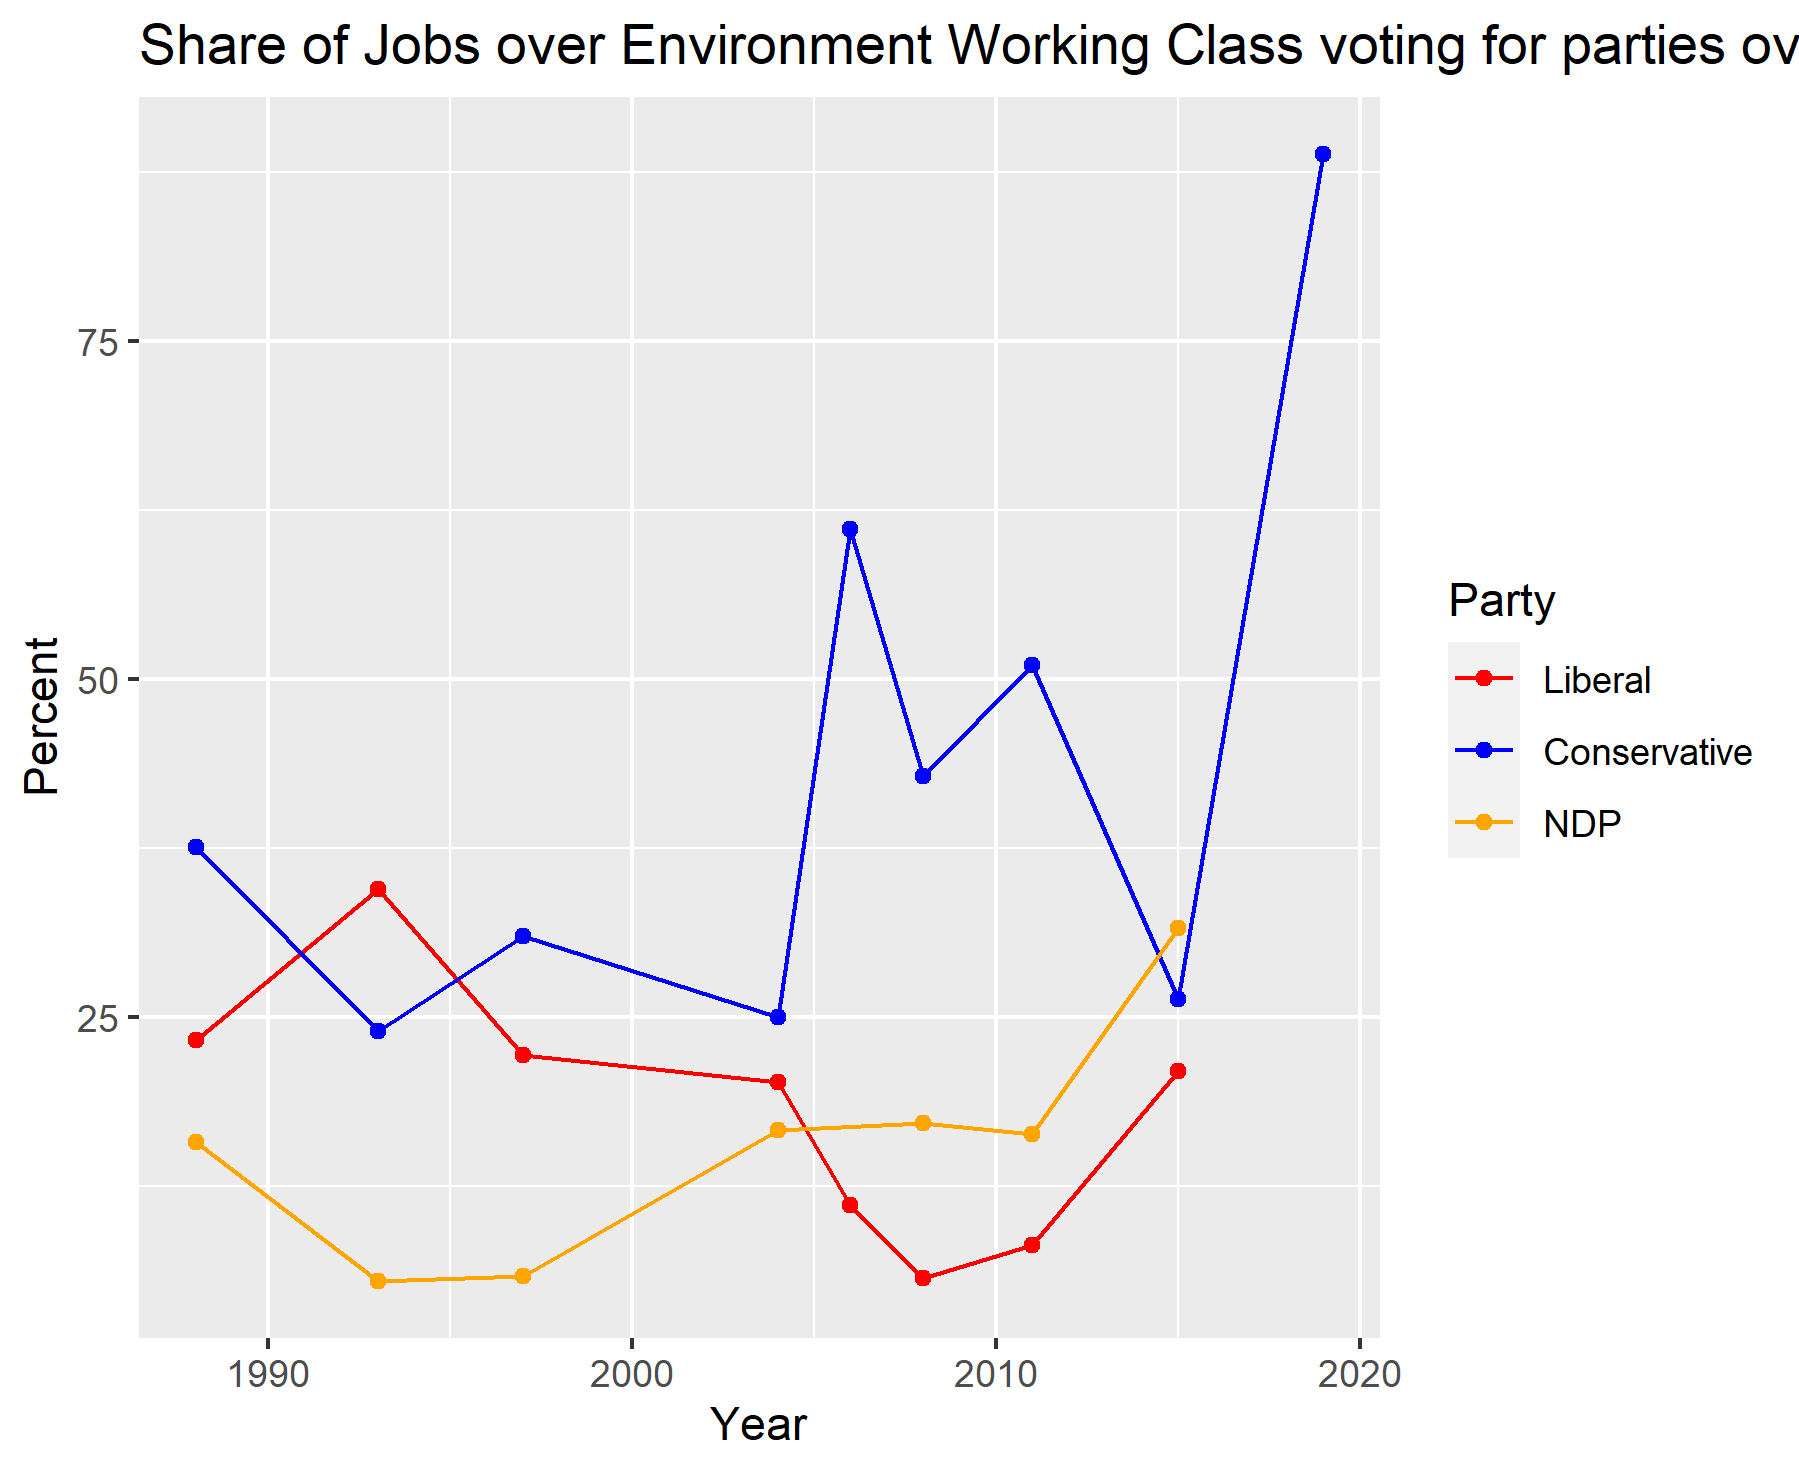 Share of Jobs over Environment Working Class voting for parties ov
75
50
25
Percent
1990 2000 2010 2020
Year
Party
Liberal
Conservative
NDP